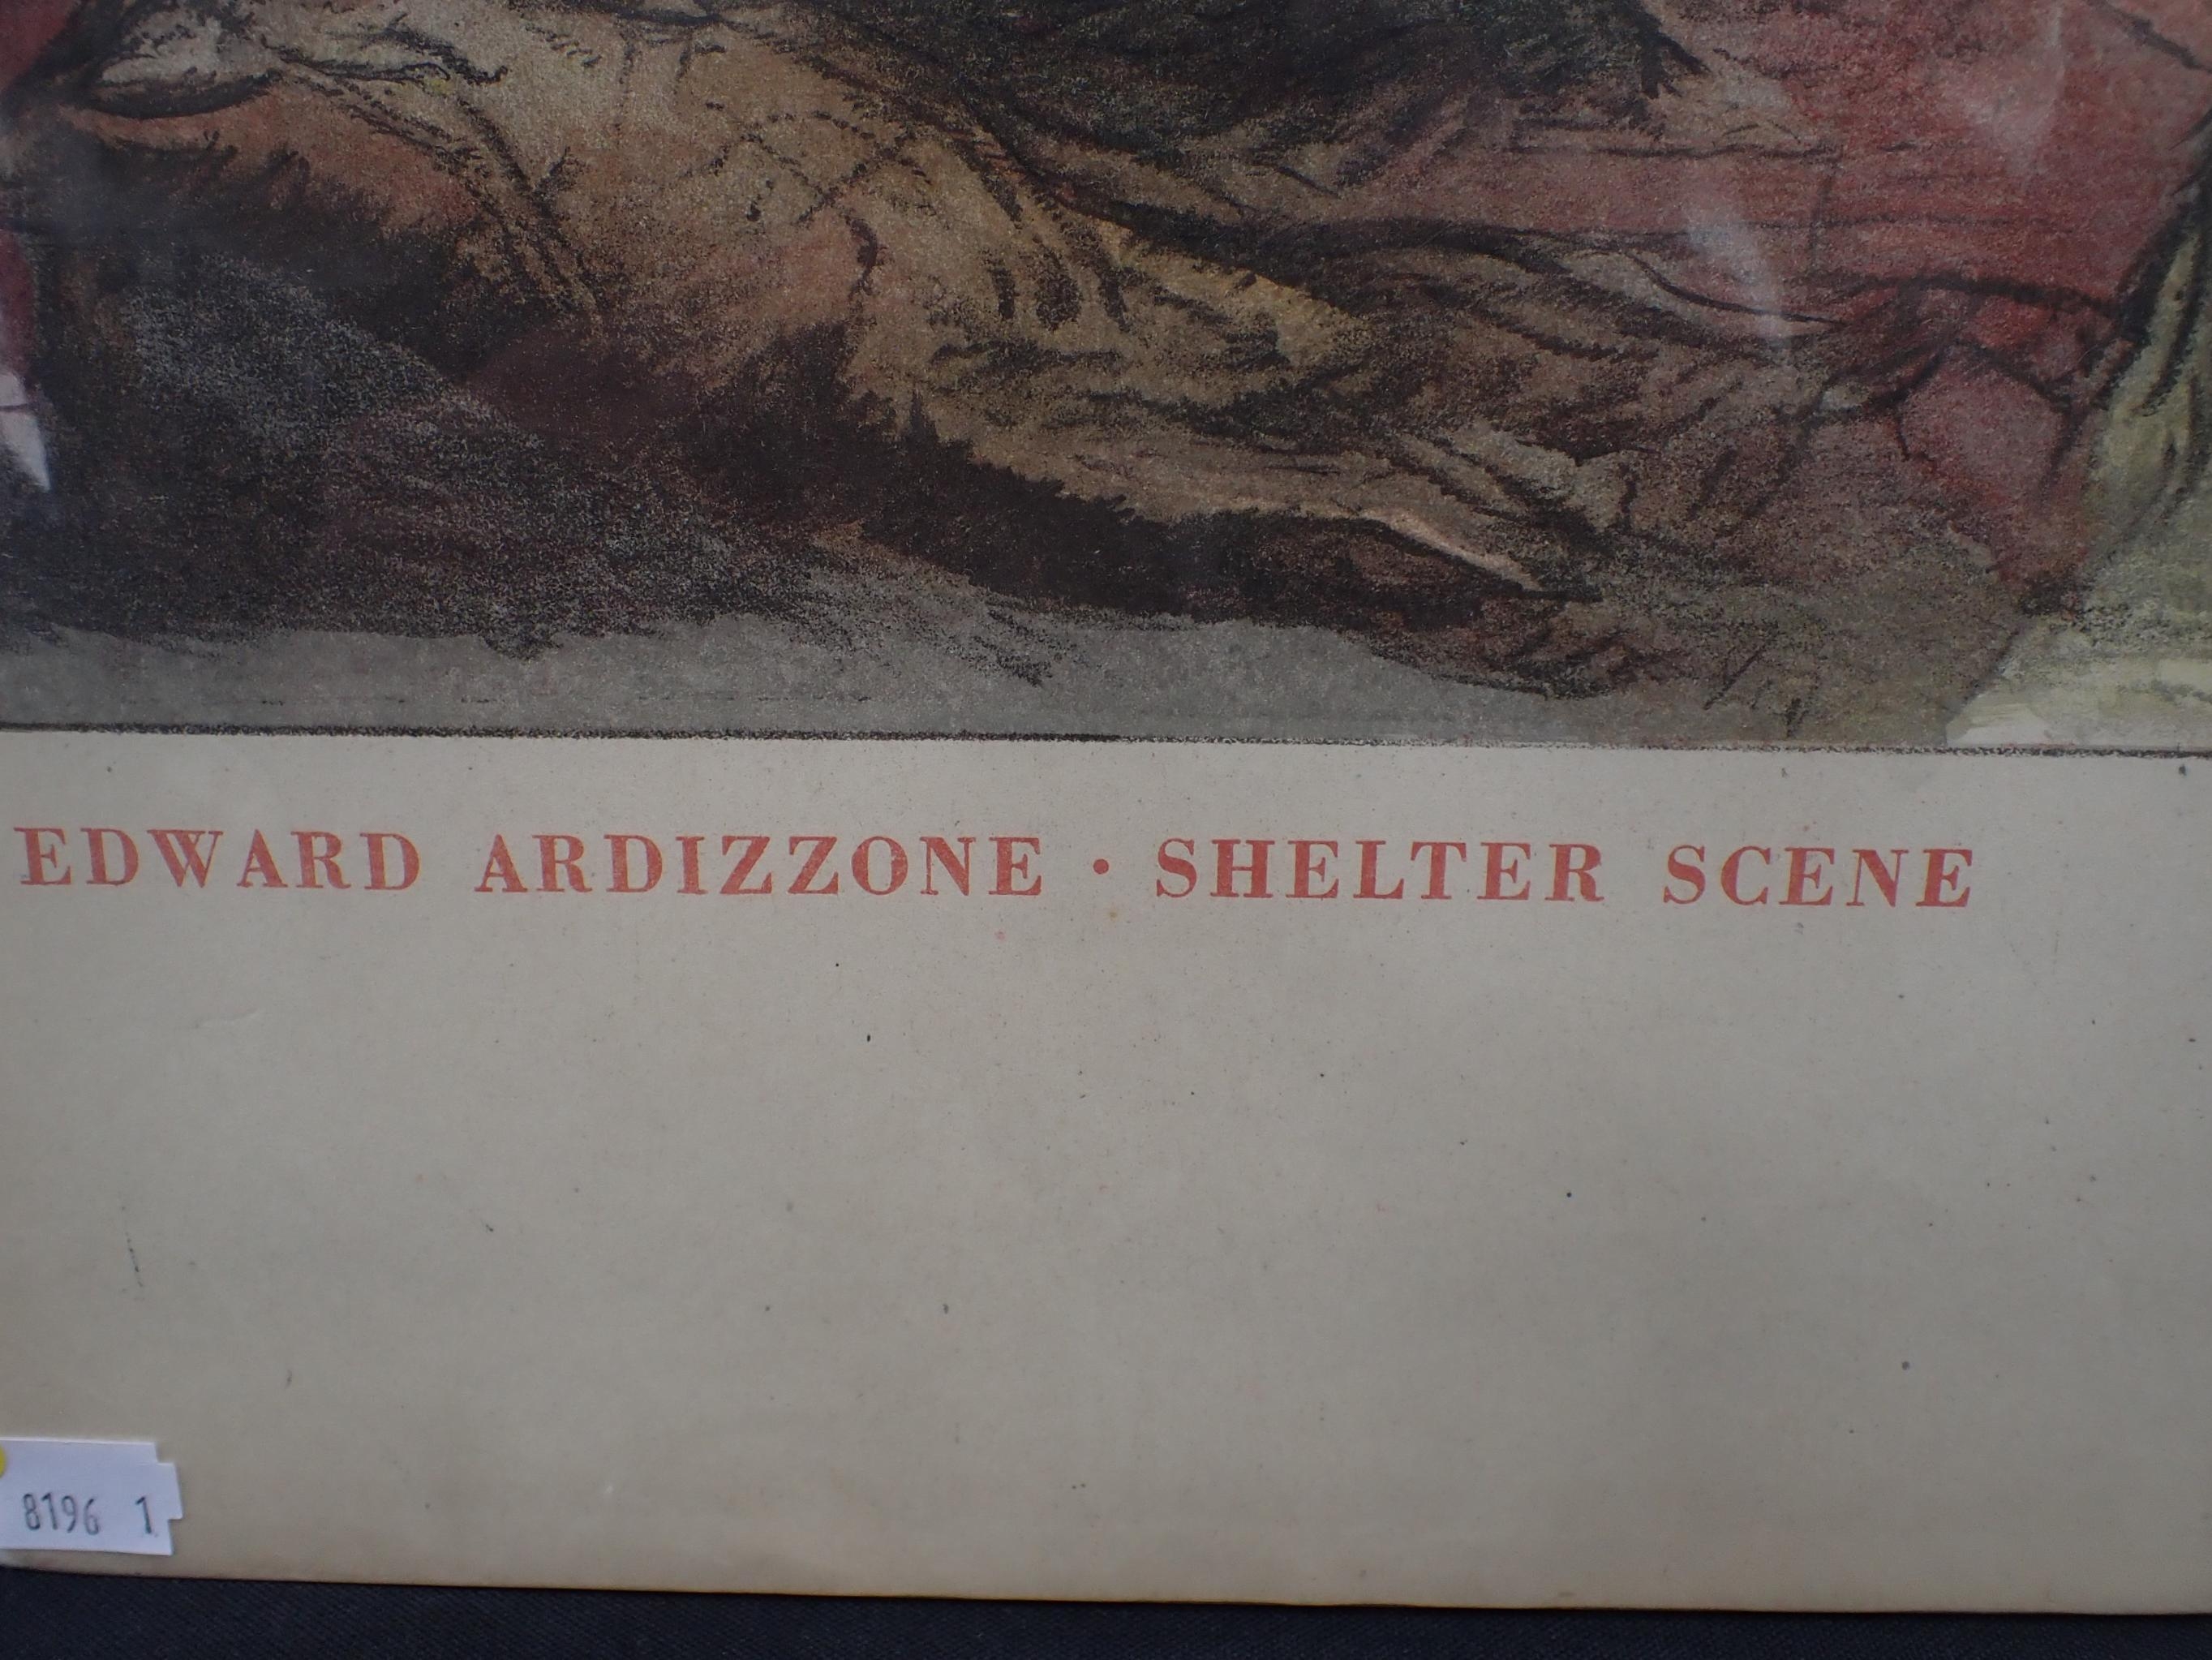 EDWARD ARDIZZONE · SHELTER SCENE
8196 1